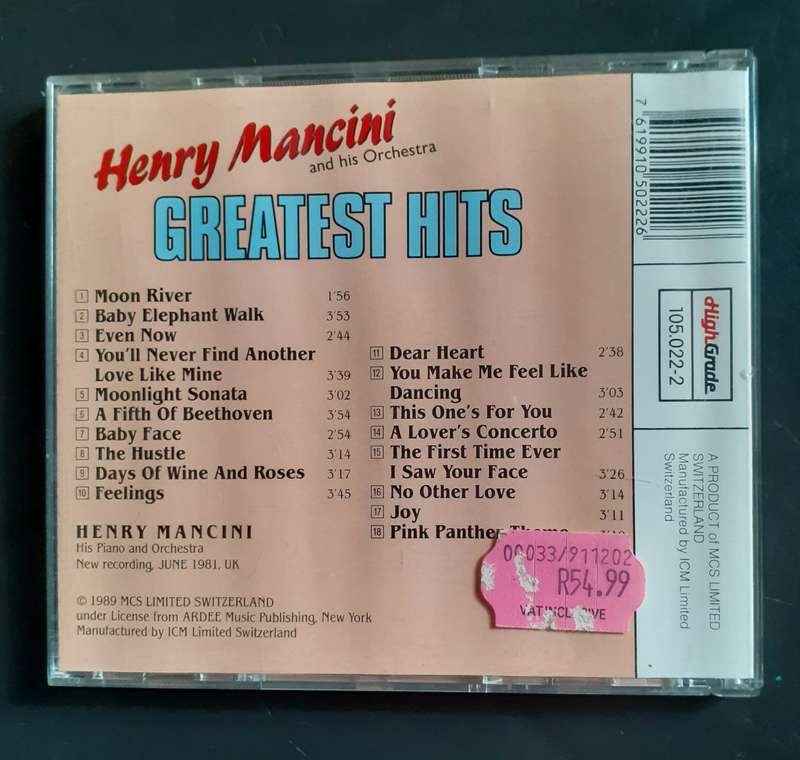 Henry Mancini
and his Orchestra
GREATEST HITS
1 Moon River 1'56
2 Baby Elephant Walk 3'53
3 Even Now 2'44
4 You'll Never Find Another
Love Like Mine 3'39
5 Moonlight Sonata 3'02
6 A Fifth Of Beethoven 3'54
7 Baby Face 2'54
8 The Hustle 3'14
9 Days Of Wine And Roses 3'17
10 Feelings 3'45
11 Dear Heart 2'38
12 You Make Me Feel Like
Dancing 3'03
13 This One's For You 2'42
14 A Lover's Concerto 2'51
15 The First Time Ever
I Saw Your Face 3'26
16 No Other Love 3'14
17 Joy 3'11
18 Pink Panther Theme
HENRY MANCINI
His Piano and Orchestra
New recording, JUNE 1981, UK
© 1989 MCS LIMITED SWITZERLAND
under License from ARDEE Music Publishing, New York
Manufactured by ICM Limited Switzerland
00033/911202
R54.99
VAT INCLUSIVE
7 619910 502226
HighGrade
105.022-2
A PRODUCT of MCS LIMITED
SWITZERLAND
Manufactured by ICM Limited
Switzerland